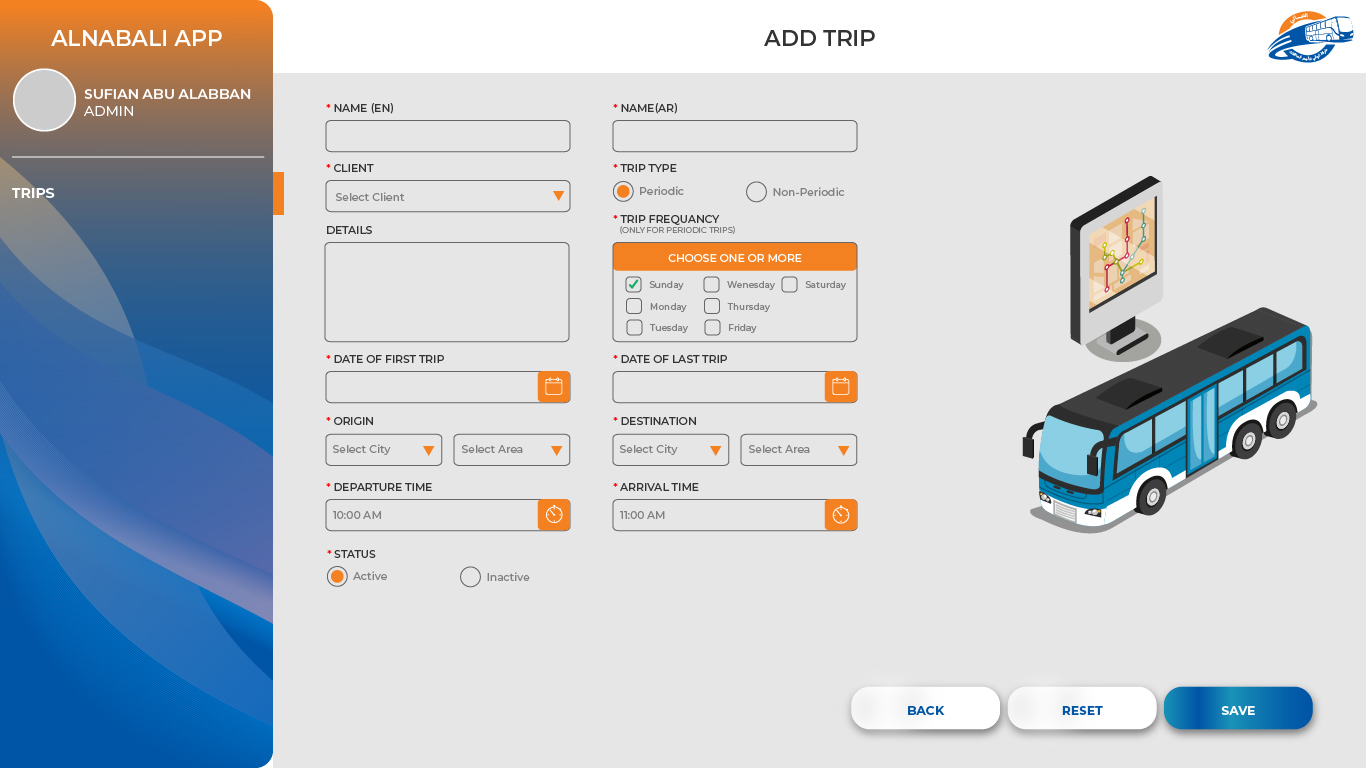 ALNABALI APP
SUFIAN ABU ALABBAN
ADMIN
TRIPS
ADD TRIP
* NAME (EN)
* NAME(AR)
* CLIENT
Select Client
* TRIP TYPE
Periodic
Non-Periodic
* TRIP FREQUANCY
(ONLY FOR PERIODIC TRIPS)
DETAILS
CHOOSE ONE OR MORE
Sunday
Wenesday
Saturday
Monday
Thursday
Tuesday
Friday
* DATE OF FIRST TRIP
* DATE OF LAST TRIP
* ORIGIN
Select City
Select Area
* DESTINATION
Select City
Select Area
* DEPARTURE TIME
10:00 AM
* ARRIVAL TIME
11:00 AM
* STATUS
Active
Inactive
BACK
RESET
SAVE